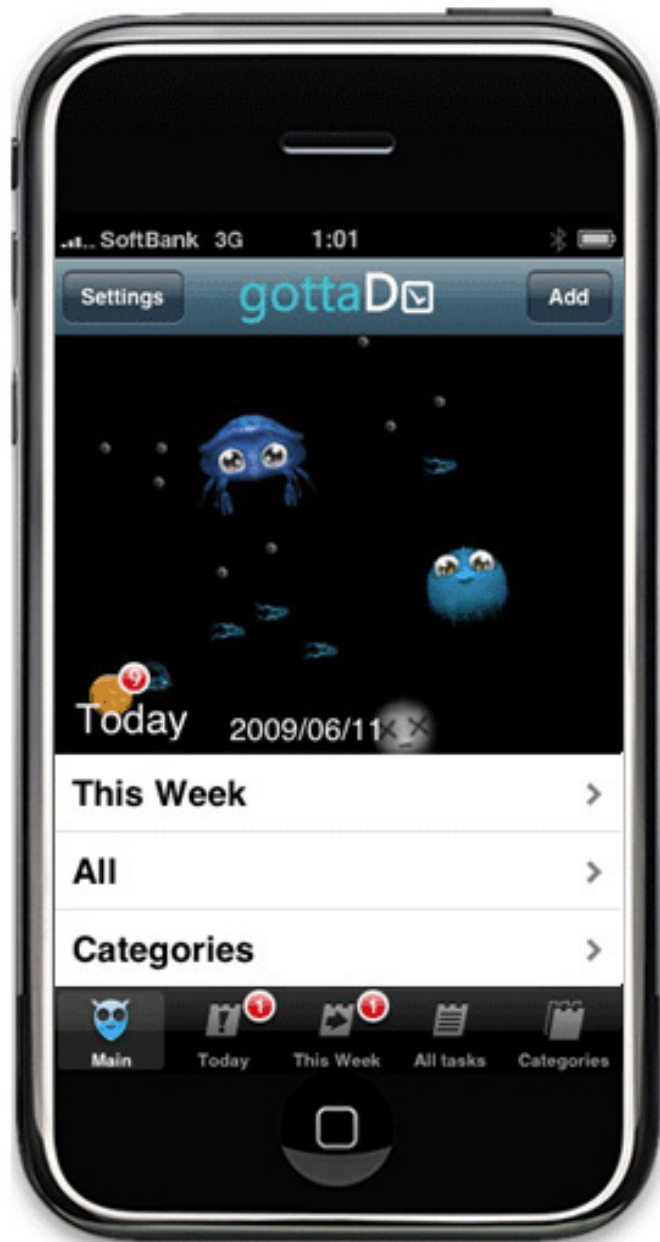 SoftBank 3G 1:01
Settings gottaDo Add
9
Today 2009/06/11
This Week
All
Categories
1 1
Main Today This Week All tasks Categories